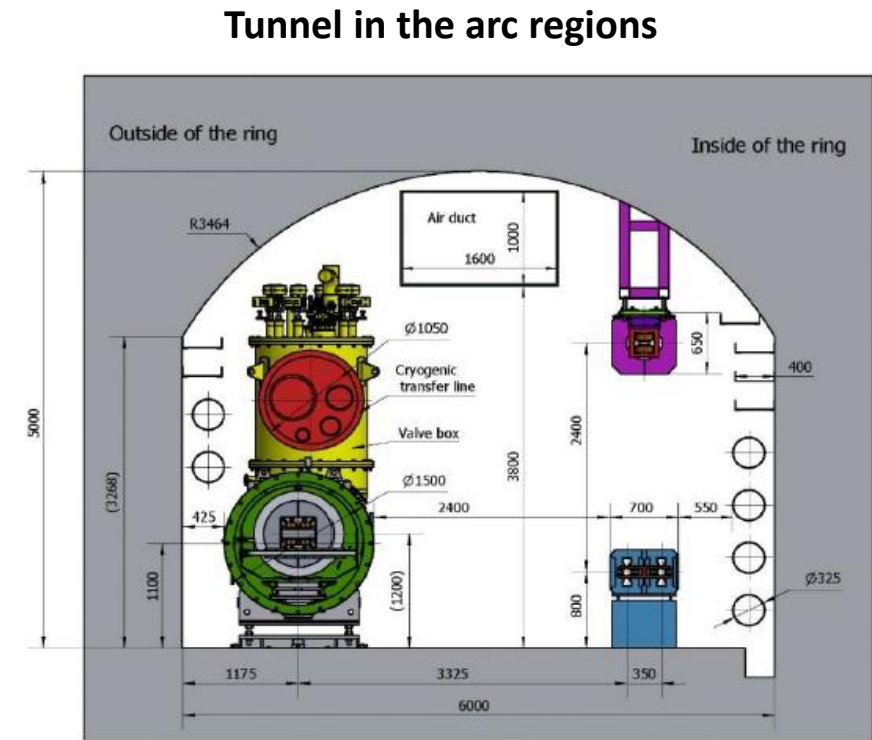 Tunnel in the arc regions
Outside of the ring
Inside of the ring
R3464
Air duct
1000
1600
Ø1050
650
400
Cryogenic
transfer line
5000
(3268)
2400
3800
Valve box
Ø1500
425
2400
700
550
1100
(1200)
800
Ø325
1175
3325
350
6000